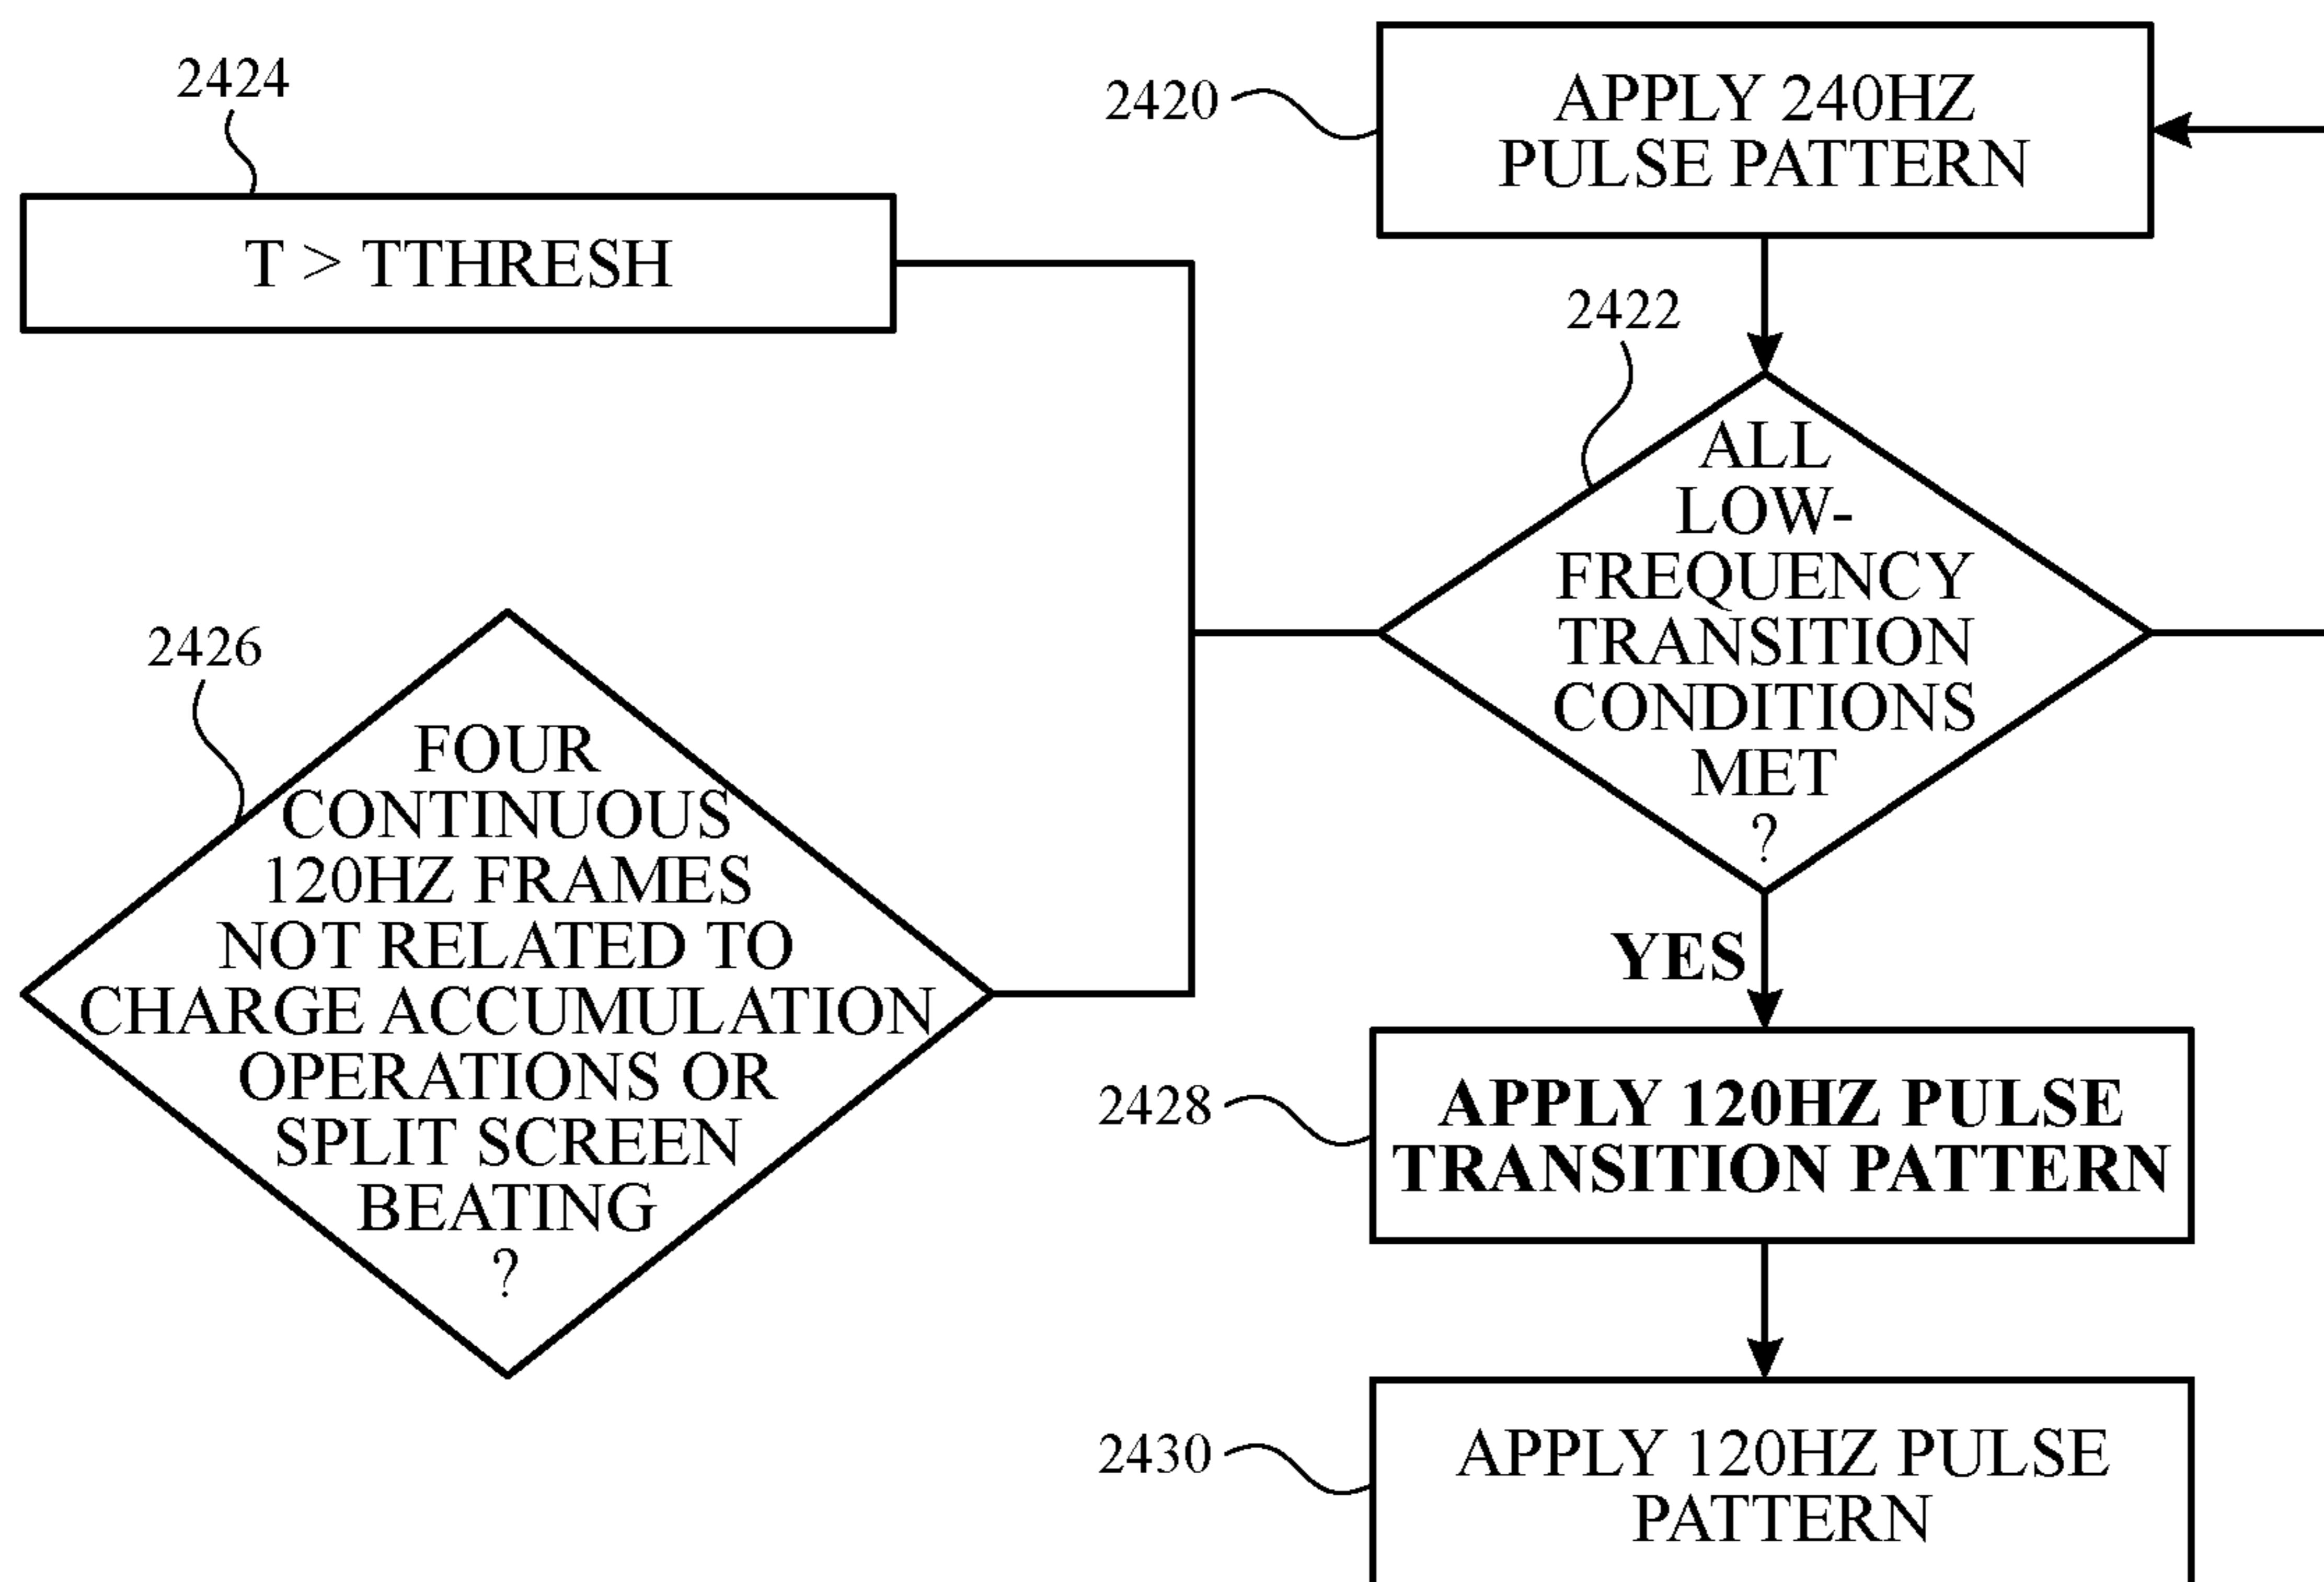 2424
T > TTHRESH
2420
APPLY 240HZ
PULSE PATTERN
2422
ALL
LOW-
FREQUENCY
TRANSITION
CONDITIONS
MET
?
2426
FOUR
CONTINUOUS
120HZ FRAMES
NOT RELATED TO
CHARGE ACCUMULATION
OPERATIONS OR
SPLIT SCREEN
BEATING
?
YES
2428
APPLY 120HZ PULSE
TRANSITION PATTERN
2430
APPLY 120HZ PULSE
PATTERN